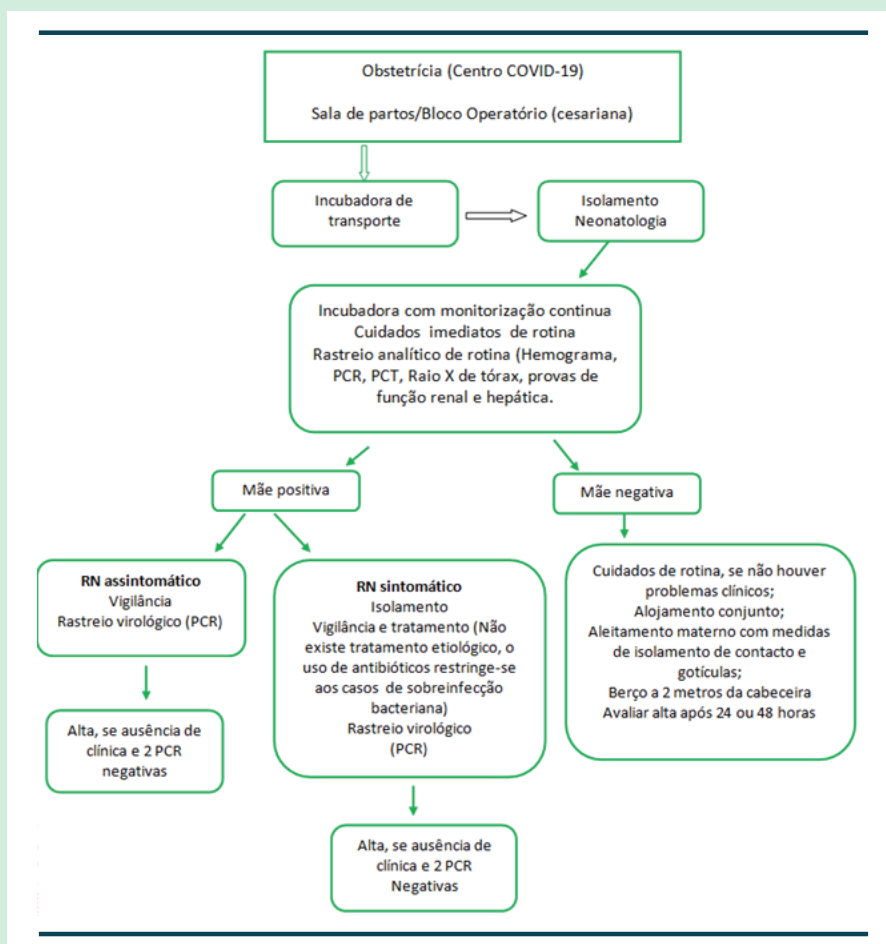 Obstetrícia (Centro COVID-19)
Sala de partos/Bloco Operatório (cesariana)
Incubadora de
transporte
Isolamento
Neonatologia
Incubadora com monitorização continua
Cuidados imediatos de rotina
Rastreio analítico de rotina (Hemograma,
PCR, PCT, Raio X de tórax, provas de
função renal e hepática.
Mãe positiva
Mãe negativa
RN assintomático
Vigilância
Rastreio virológico (PCR)
RN sintomático
Isolamento
Vigilância e tratamento (Não
existe tratamento etiológico, o
uso de antibióticos restringe-se
aos casos de sobreinfecção
bacteriana)
Rastreio virológico
(PCR)
Cuidados de rotina, se não houver
problemas clínicos;
Alojamento conjunto;
Aleitamento materno com medidas
de isolamento de contacto e
gotículas;
Berço a 2 metros da cabeceira
Avaliar alta após 24 ou 48 horas
Alta, se ausência de
clínica e 2 PCR
negativas
Alta, se ausência de
clínica e 2 PCR
Negativas